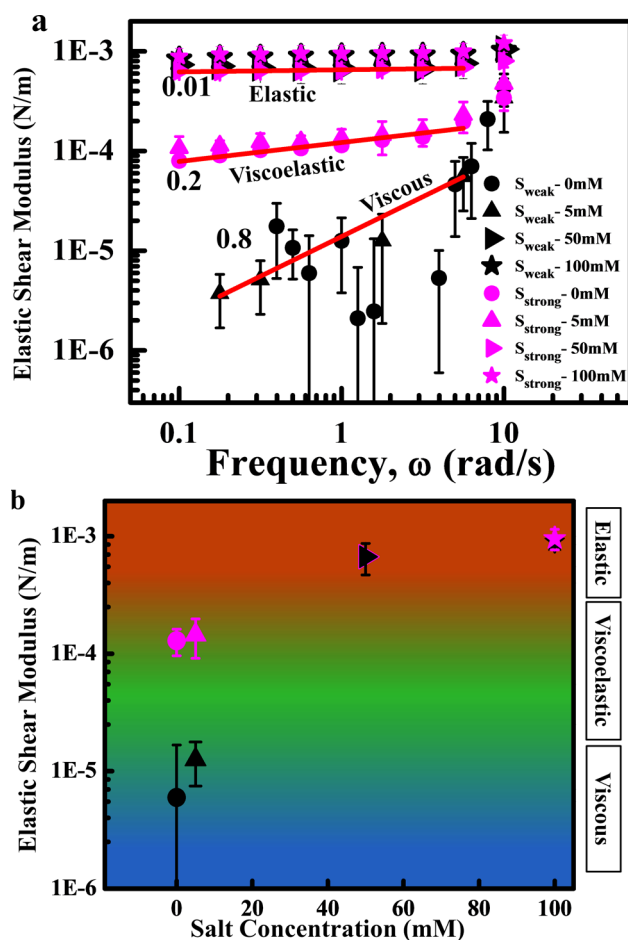 a
Elastic Shear Modulus (N/m)
1E-3
1E-4
1E-5
1E-6
0.01
Elastic
0.2
Viscoelastic
Viscous
0.8
S_weak- 0mM
S_weak- 5mM
S_weak- 50mM
S_weak- 100mM
S_strong- 0mM
S_strong- 5mM
S_strong- 50mM
S_strong- 100mM
0.1 1 10
Frequency, ω (rad/s)
b
Elastic Shear Modulus (N/m)
1E-3
1E-4
1E-5
1E-6
Elastic
Viscoelastic
Viscous
0 20 40 60 80 100
Salt Concentration (mM)